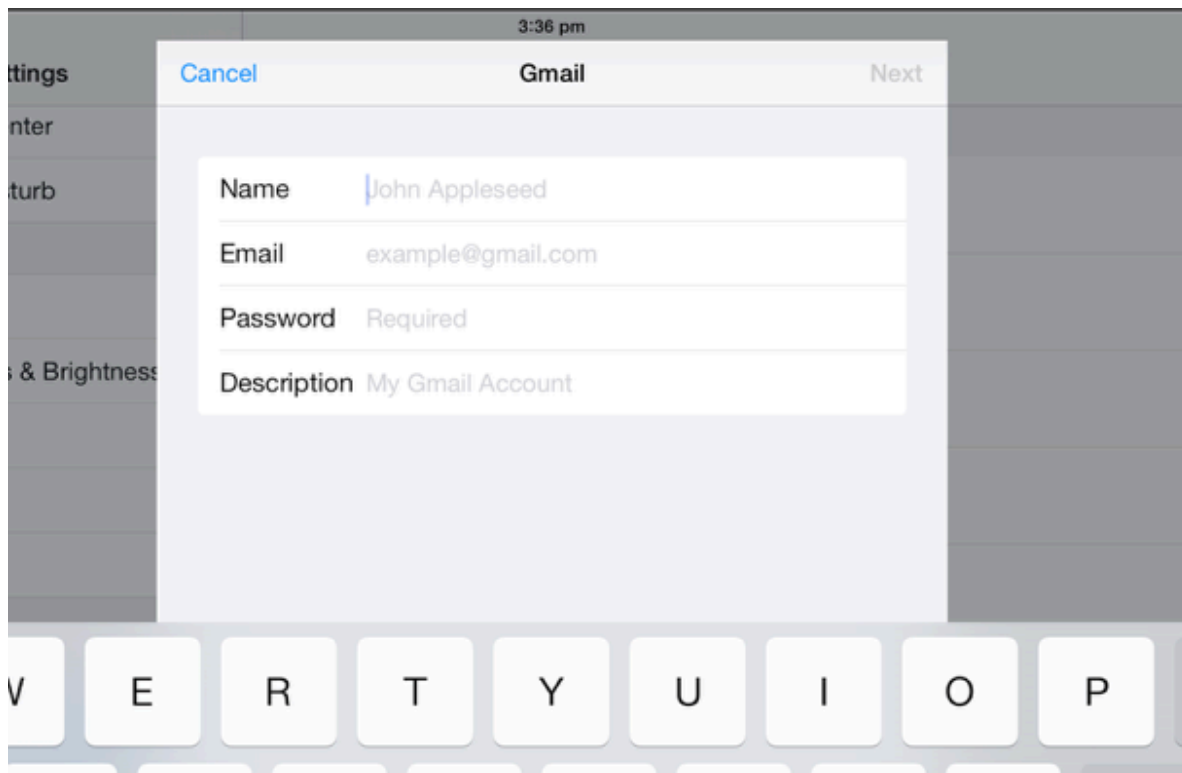 3:36 pm
ttings
Cancel Gmail Next
nter
turb
Name John Appleseed
Email example@gmail.com
Password Required
& Brightness
Description My Gmail Account
E R T Y U I O P